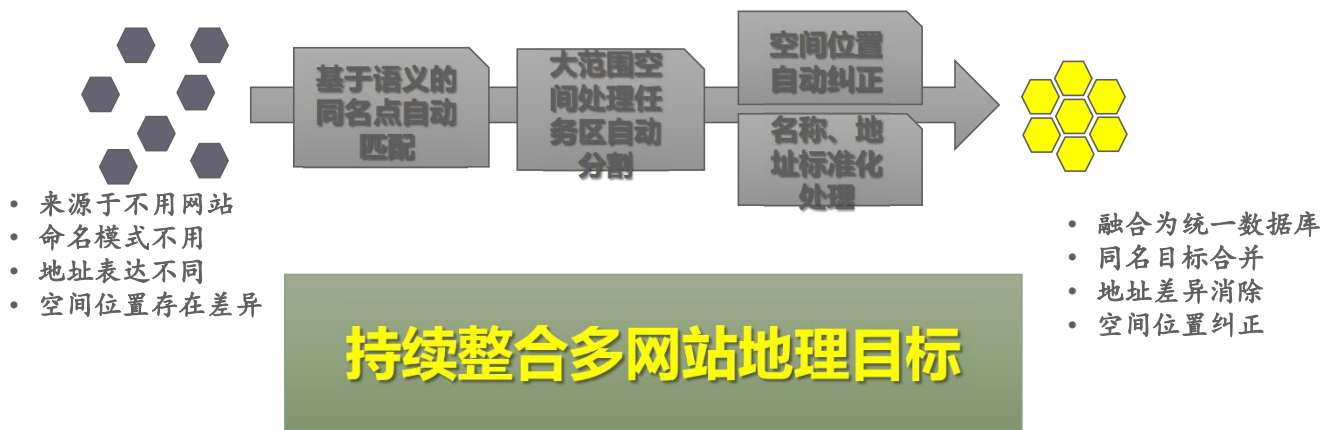 基于语义的
同名点自动
匹配
大范围空
间处理任
务区自动
分割
空间位置
自动纠正
名称、地
址标准化
处理
• 来源于不用网站
• 命名模式不用
• 地址表达不同
• 空间位置存在差异
• 融合为统一数据库
• 同名目标合并
• 地址差异消除
• 空间位置纠正
持续整合多网站地理目标